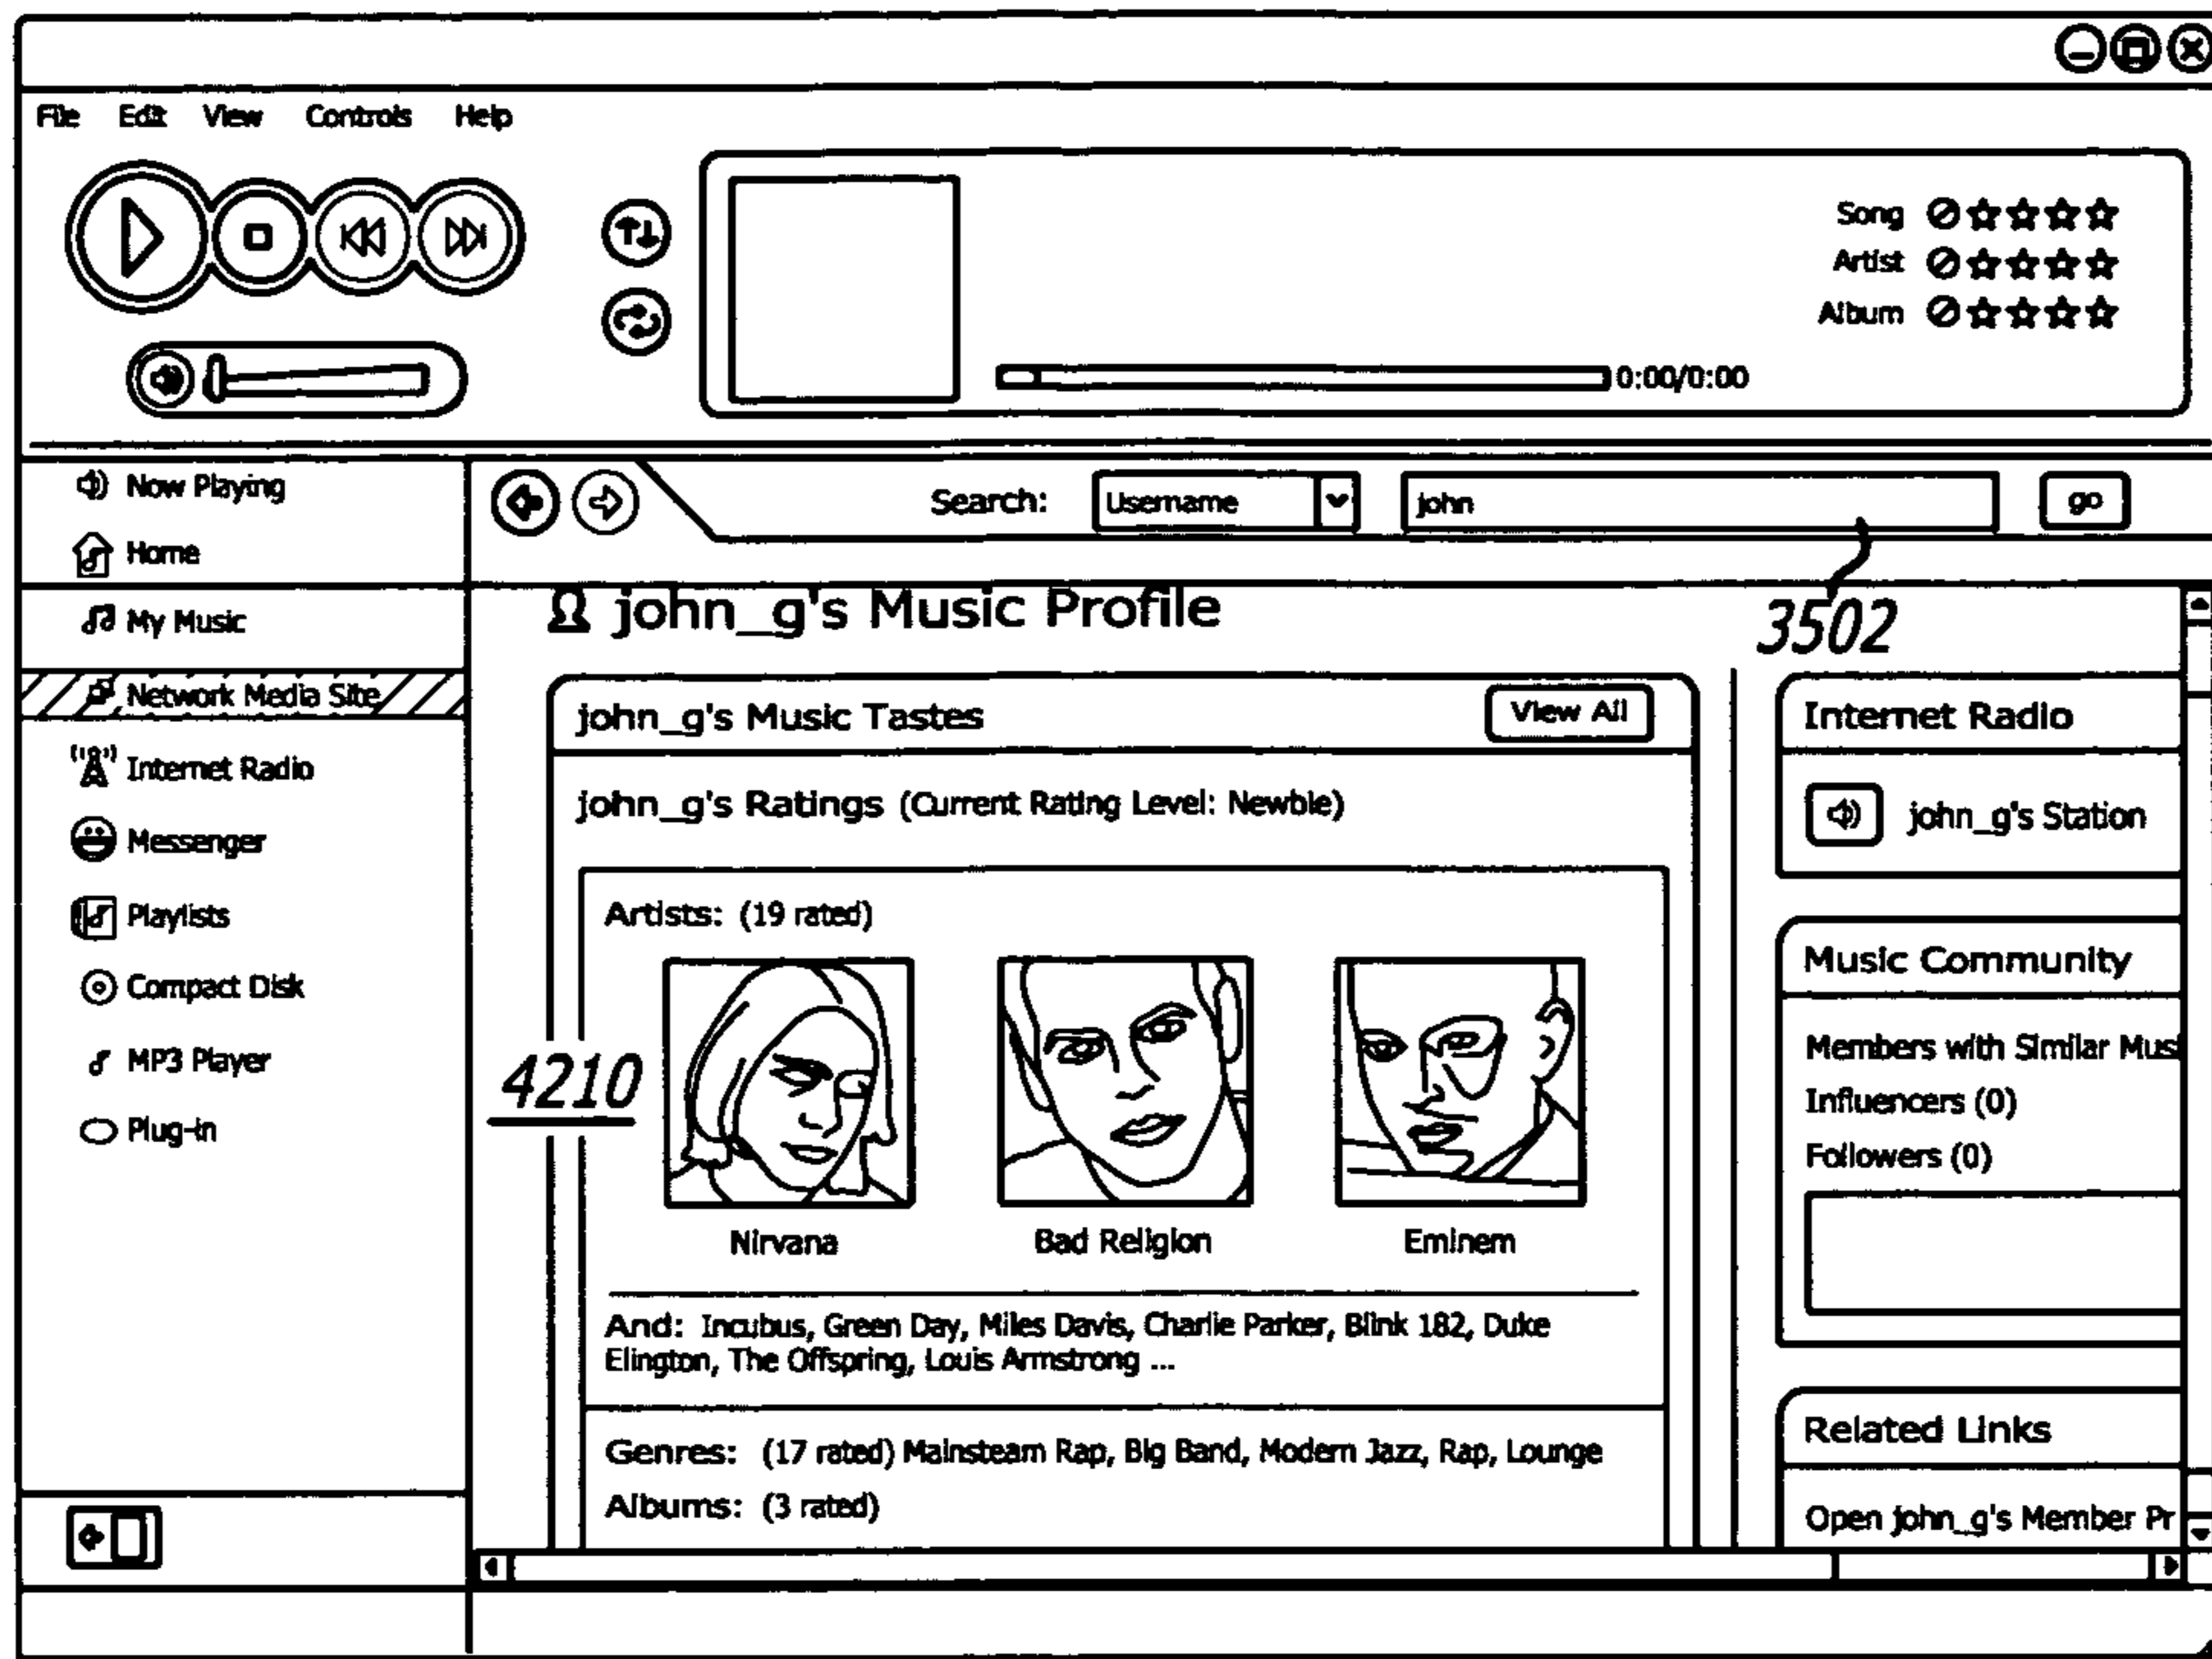 File Edit View Controls Help
Song
Artist
Album
0:00/0:00
Now Playing
Home
My Music
Network Media Site
Internet Radio
Messenger
Playlists
Compact Disk
MP3 Player
Plug-in
Search: Username john go
3502
john_g's Music Profile
john_g's Music Tastes View All
john_g's Ratings (Current Rating Level: Newbie)
Artists: (19 rated)
4210
Nirvana Bad Religion Eminem
And: Incubus, Green Day, Miles Davis, Charlie Parker, Blink 182, Duke
Elington, The Offspring, Louis Armstrong ...
Genres: (17 rated) Mainsteam Rap, Big Band, Modern Jazz, Rap, Lounge
Albums: (3 rated)
Internet Radio
john_g's Station
Music Community
Members with Similar Musi
Influencers (0)
Followers (0)
Related Links
Open john_g's Member Pr